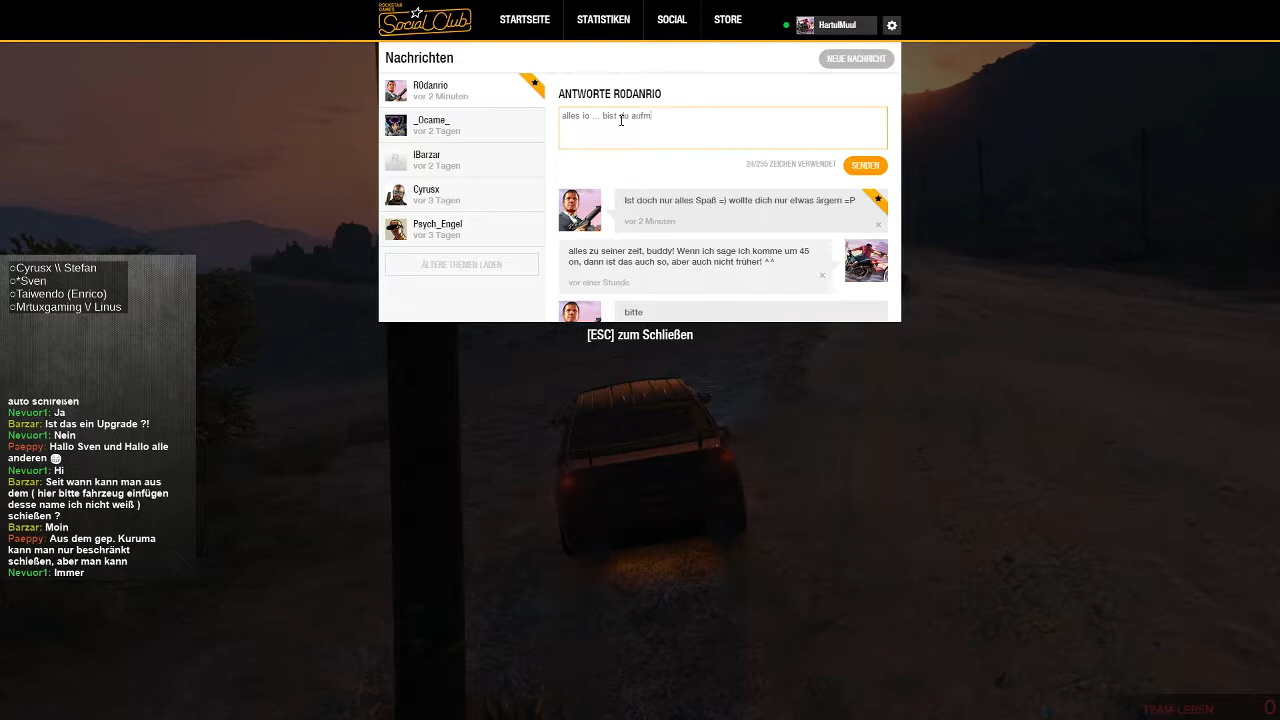 ROCKSTAR
GAMES
Social Club
STARTSEITE
STATISTIKEN
SOCIAL
STORE
HartulMuul
Nachrichten
NEUE NACHRICHT
R0danrio
vor 2 Minuten
_Ocame_
vor 2 Tagen
IBarzar
vor 2 Tagen
Cyrusx
vor 3 Tagen
Psych_Engel
vor 3 Tagen
ÄLTERE THEMEN LADEN
ANTWORTE R0DANRIO
alles io ... bist du aufm
24/255 ZEICHEN VERWENDET
SENDEN
Ist doch nur alles Spaß =) wollte dich nur etwas ärgern =P
vor 2 Minuten
alles zu seiner zeit, buddy! Wenn ich sage ich komme um 45
on, dann ist das auch so, aber auch nicht früher! ^^
vor einer Stunde
bitte
[ESC] zum Schließen
○Cyrusx \\ Stefan
○*Sven
○Taiwendo (Enrico)
○Mrtuxgaming V Linus
auto schießen
Nevuor1: Ja
Barzar: Ist das ein Upgrade ?!
Nevuor1: Nein
Paeppy: Hallo Sven und Hallo alle
anderen
Nevuor1: Hi
Barzar: Seit wann kann man aus
dem ( hier bitte fahrzeug einfügen
desse name ich nicht weiß )
schießen ?
Barzar: Moin
Paeppy: Aus dem gep. Kuruma
kann man nur beschränkt
schießen, aber man kann
Nevuor1: Immer
TEAM-LEBEN
0